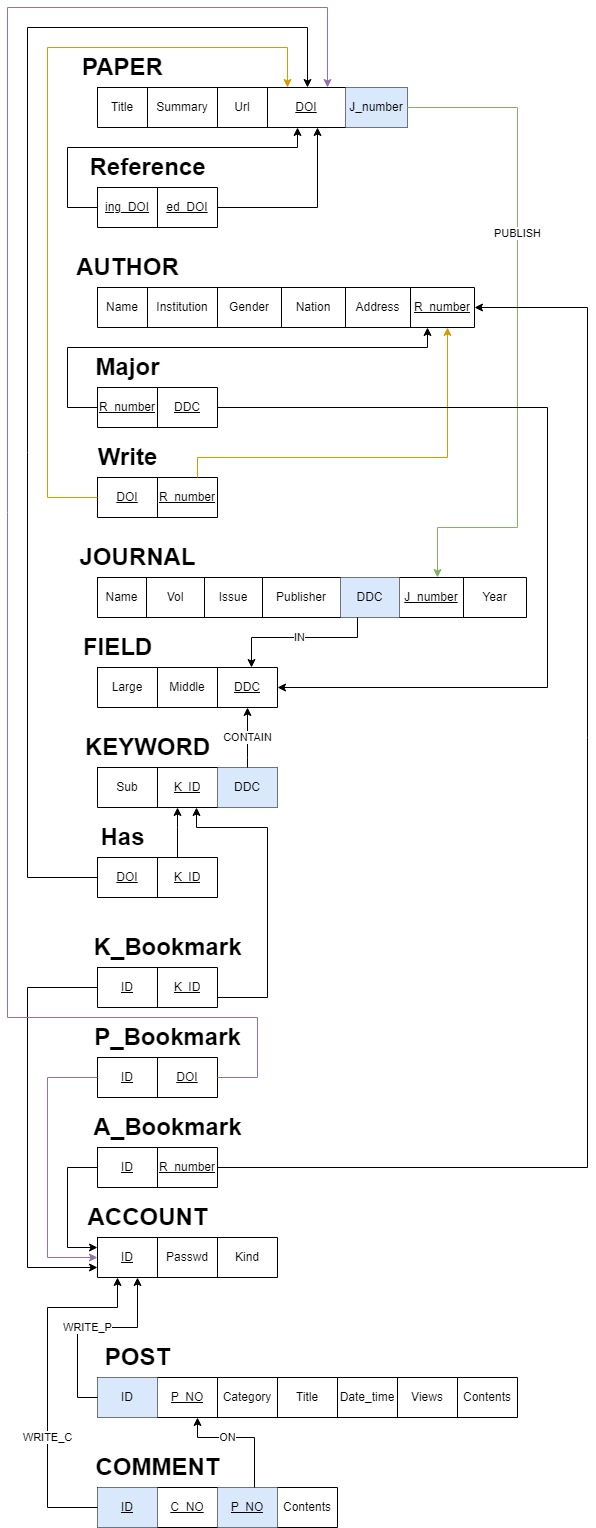 PAPER
Title Summary Url DOI J_number
Reference
ing_DOI ed_DOI
PUBLISH
AUTHOR
Name Institution Gender Nation Address R_number
Major
R_number DDC
Write
DOI R_number
JOURNAL
Name Vol Issue Publisher DDC J_number Year
IN
FIELD
Large Middle DDC
CONTAIN
KEYWORD
Sub K_ID DDC
Has
DOI K_ID
K_Bookmark
ID K_ID
P_Bookmark
ID DOI
A_Bookmark
ID R_number
ACCOUNT
ID Passwd Kind
WRITE_P
POST
ID P_NO Category Title Date_time Views Contents
WRITE_C ON
COMMENT
ID C_NO P_NO Contents